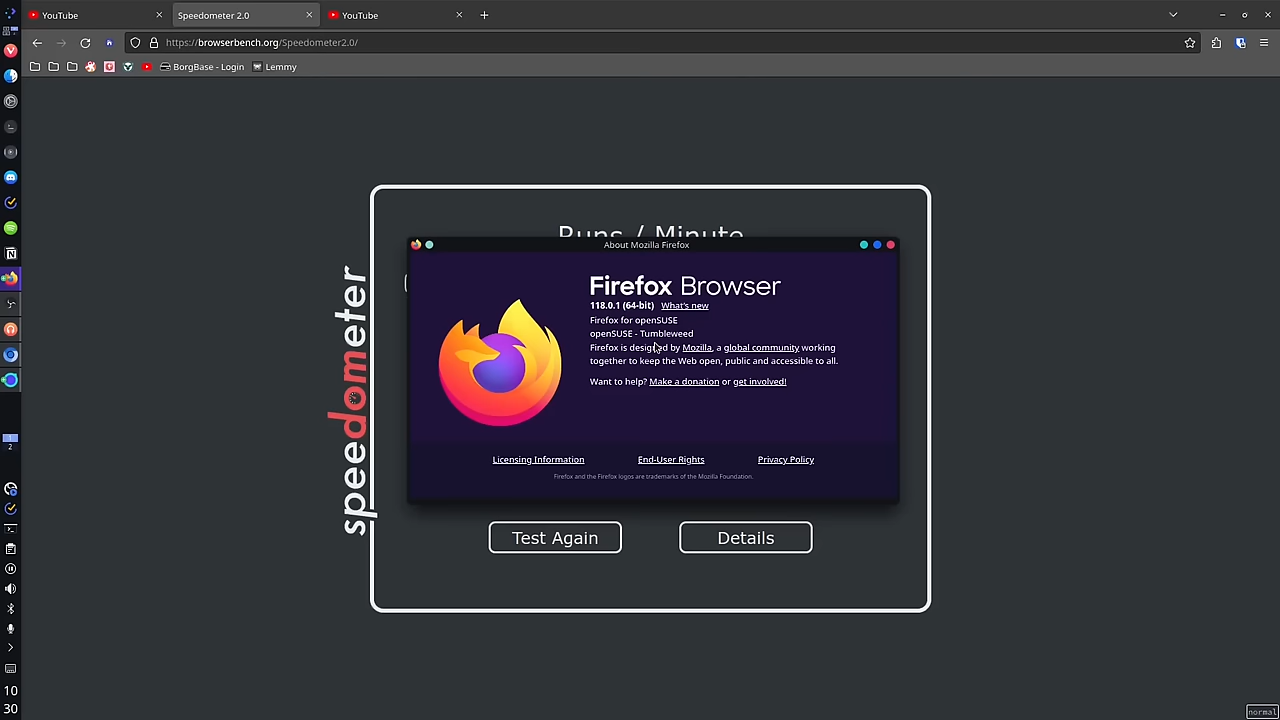 YouTube
Speedometer 2.0
YouTube
https://browserbench.org/Speedometer2.0/
BorgBase - Login
Lemmy
Runs / Minute
About Mozilla Firefox
Firefox Browser
118.0.1 (64-bit) What's new
Firefox for openSUSE
openSUSE - Tumbleweed
Firefox is designed by Mozilla, a global community working
together to keep the Web open, public and accessible to all.
Want to help? Make a donation or get involved!
Licensing Information End-User Rights Privacy Policy
Firefox and the Firefox logos are trademarks of the Mozilla Foundation.
speedometer
Test Again
Details
1
2
10
30
normal